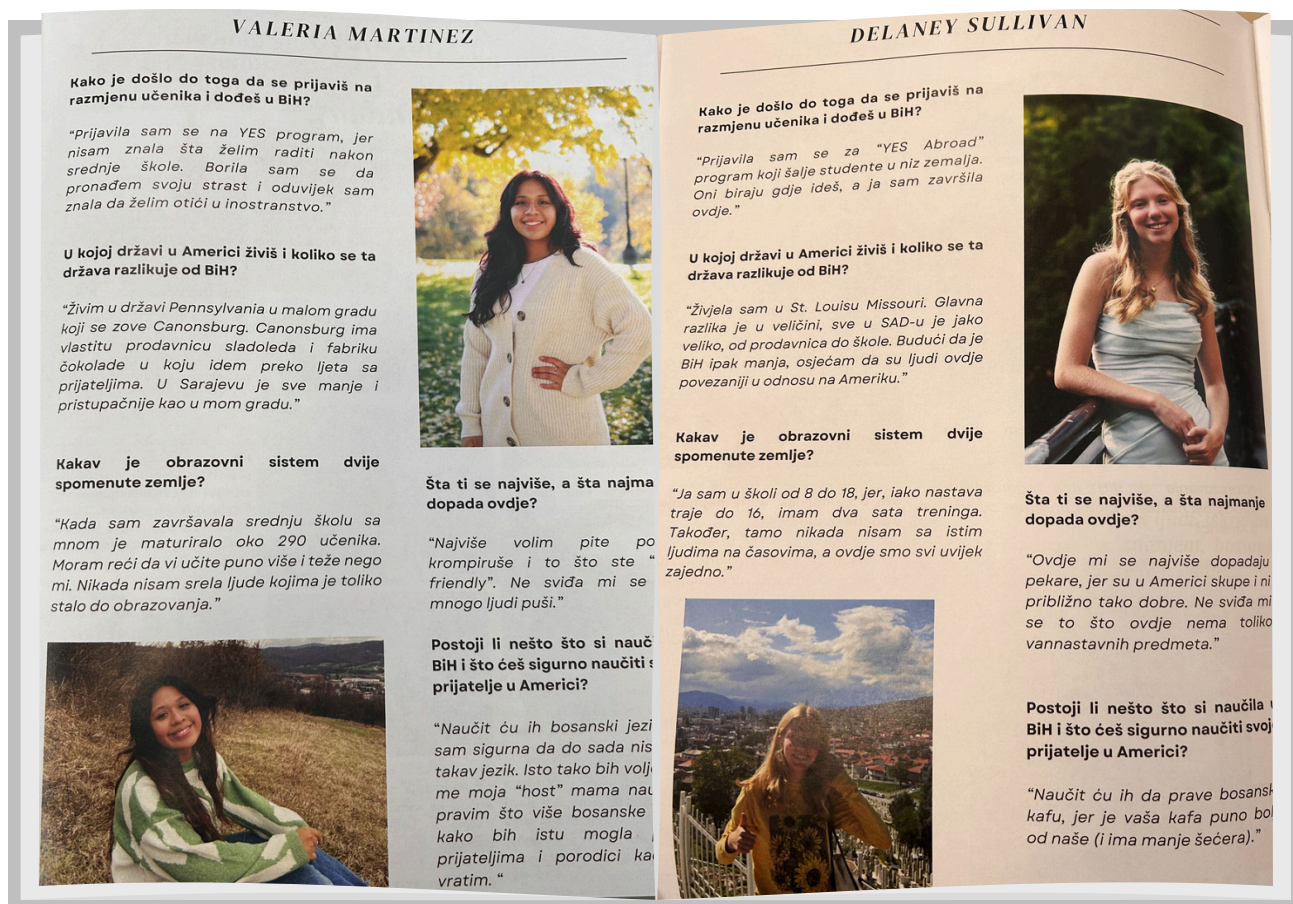 VALERIA MARTINEZ
Kako je došlo do toga da se prijaviš na
razmjenu učenika i dođeš u BiH?
“Prijavila sam se na YES program, jer
nisam znala šta želim raditi nakon
srednje škole. Borila sam se da
pronađem svoju strast i oduvijek sam
znala da želim otići u inostranstvo.”
U kojoj državi u Americi živiš i koliko se ta
država razlikuje od BiH?
“Živim u državi Pennsylvania u malom gradu
koji se zove Canonsburg. Canonsburg ima
vlastitu prodavnicu sladoleda i fabriku
čokolade u koju idem preko ljeta sa
prijateljima. U Sarajevu je sve manje i
pristupačnije kao u mom gradu.”
Kakav je obrazovni sistem dvije
spomenute zemlje?
“Kada sam završavala srednju školu sa
mnom je maturiralo oko 290 učenika.
Moram reći da vi učite puno više i teže nego
mi. Nikada nisam srela ljude kojima je toliko
stalo do obrazovanja.”
Šta ti se najviše, a šta najma
dopada ovdje?
“Najviše volim pite po
krompiruše i to što ste “
friendly”. Ne sviđa mi se
mnogo ljudi puši.”
Postoji li nešto što si nauč
BiH i što ćeš sigurno naučiti s
prijatelje u Americi?
“Naučit ću ih bosanski jezi
sam sigurna da do sada nis
takav jezik. Isto tako bih volj
me moja “host” mama nau
pravim što više bosanske
kako bih istu mogla
prijateljima i porodici ka
vratim. “
DELANEY SULLIVAN
Kako je došlo do toga da se prijaviš na
razmjenu učenika i dođeš u BiH?
“Prijavila sam se za “YES Abroad”
program koji šalje studente u niz zemalja.
Oni biraju gdje ideš, a ja sam završila
ovdje.”
U kojoj državi u Americi živiš i koliko se ta
država razlikuje od BiH?
“Živjela sam u St. Louisu Missouri. Glavna
razlika je u veličini, sve u SAD-u je jako
veliko, od prodavnica do škole. Budući da je
BiH ipak manja, osjećam da su ljudi ovdje
povezaniji u odnosu na Ameriku.”
Kakav je obrazovni sistem dvije
spomenute zemlje?
“Ja sam u školi od 8 do 18, jer, iako nastava
traje do 16, imam dva sata treninga.
Također, tamo nikada nisam sa istim
ljudima na časovima, a ovdje smo svi uvijek
zajedno.”
Šta ti se najviše, a šta najmanje
dopada ovdje?
“Ovdje mi se najviše dopadaju
pekare, jer su u Americi skupe i ni
približno tako dobre. Ne sviđa mi
se to što ovdje nema toliko
vannastavnih predmeta.”
Postoji li nešto što si naučila u
BiH i što ćeš sigurno naučiti svoj
prijatelje u Americi?
“Naučit ću ih da prave bosansk
kafu, jer je vaša kafa puno bol
od naše (i ima manje šećera).”